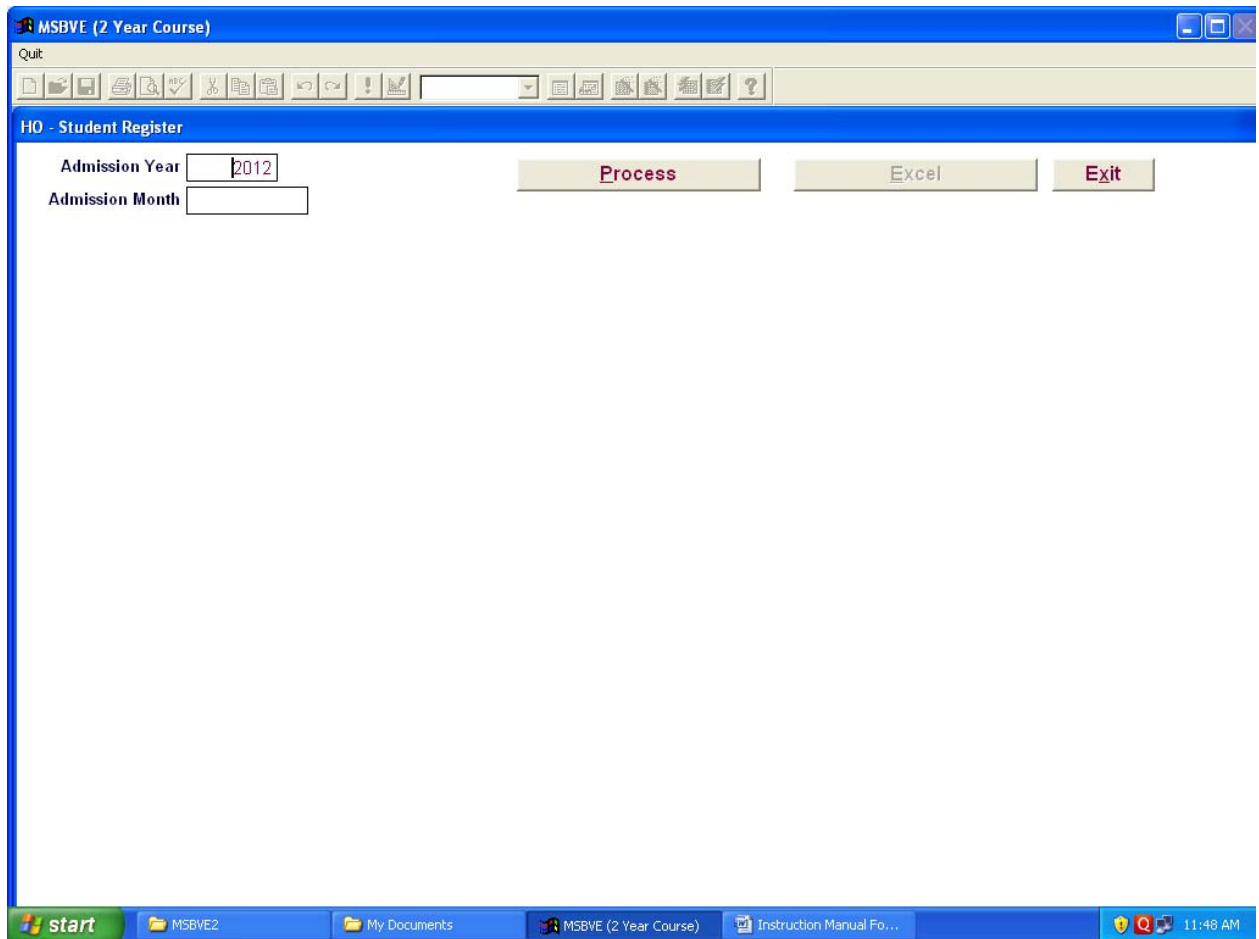 MSBVE (2 Year Course)
Quit
HO - Student Register
Admission Year 2012 Process Excel Exit
Admission Month
start MSBVE2 My Documents MSBVE (2 Year Course) Instruction Manual Fo... 11:48 AM